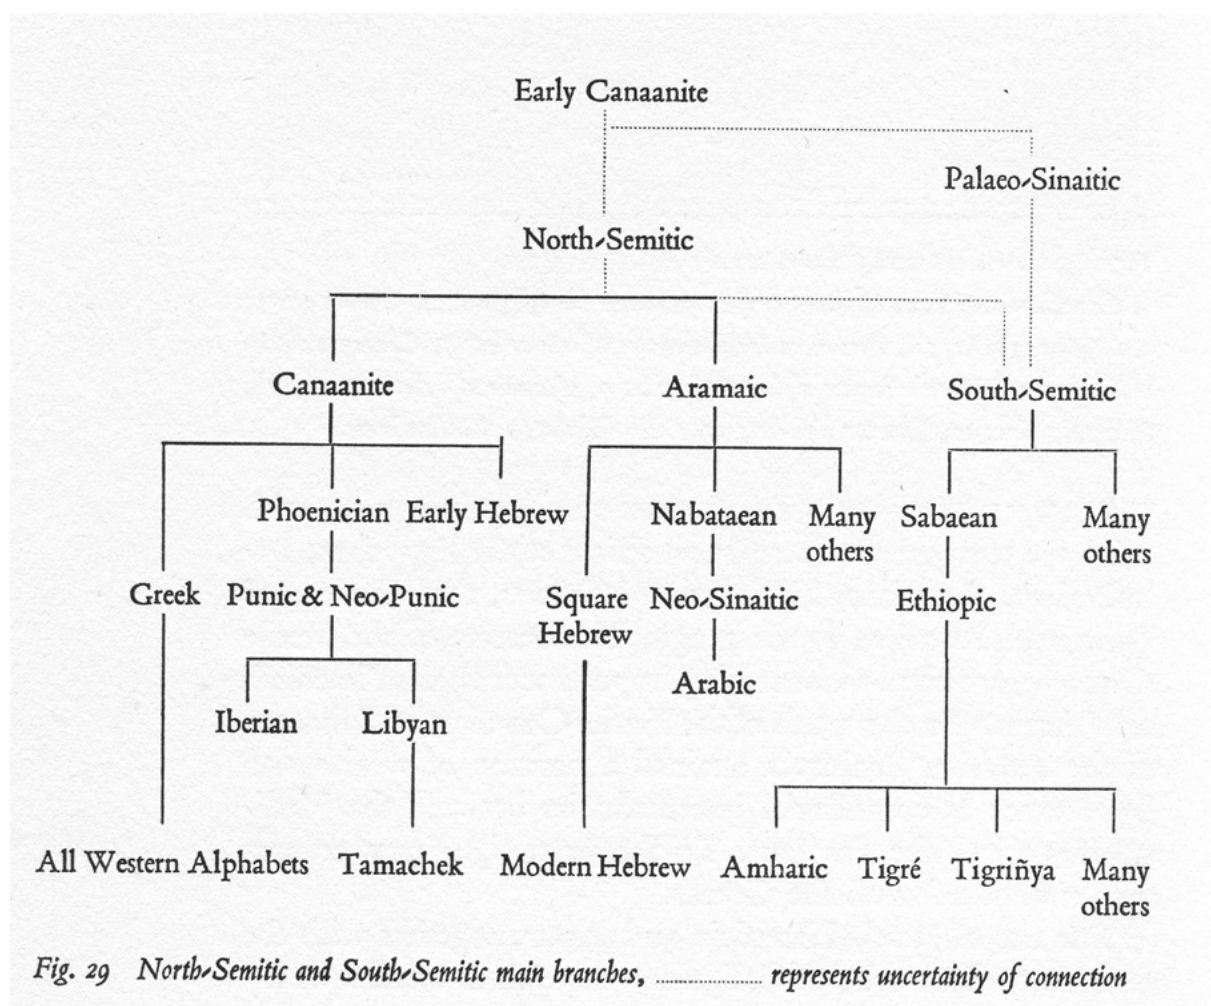 Early Canaanite
Palaeo-Sinaitic
North-Semitic
Canaanite Aramaic South-Semitic
Phoenician Early Hebrew Nabataean Many others Sabaean Many others
Greek Punic & Neo-Punic Square Hebrew Neo-Sinaitic Ethiopic
Arabic
Iberian Libyan
All Western Alphabets Tamachek Modern Hebrew Amharic Tigré Tigriñya Many others
Fig. 29 North-Semitic and South-Semitic main branches, .................... represents uncertainty of connection